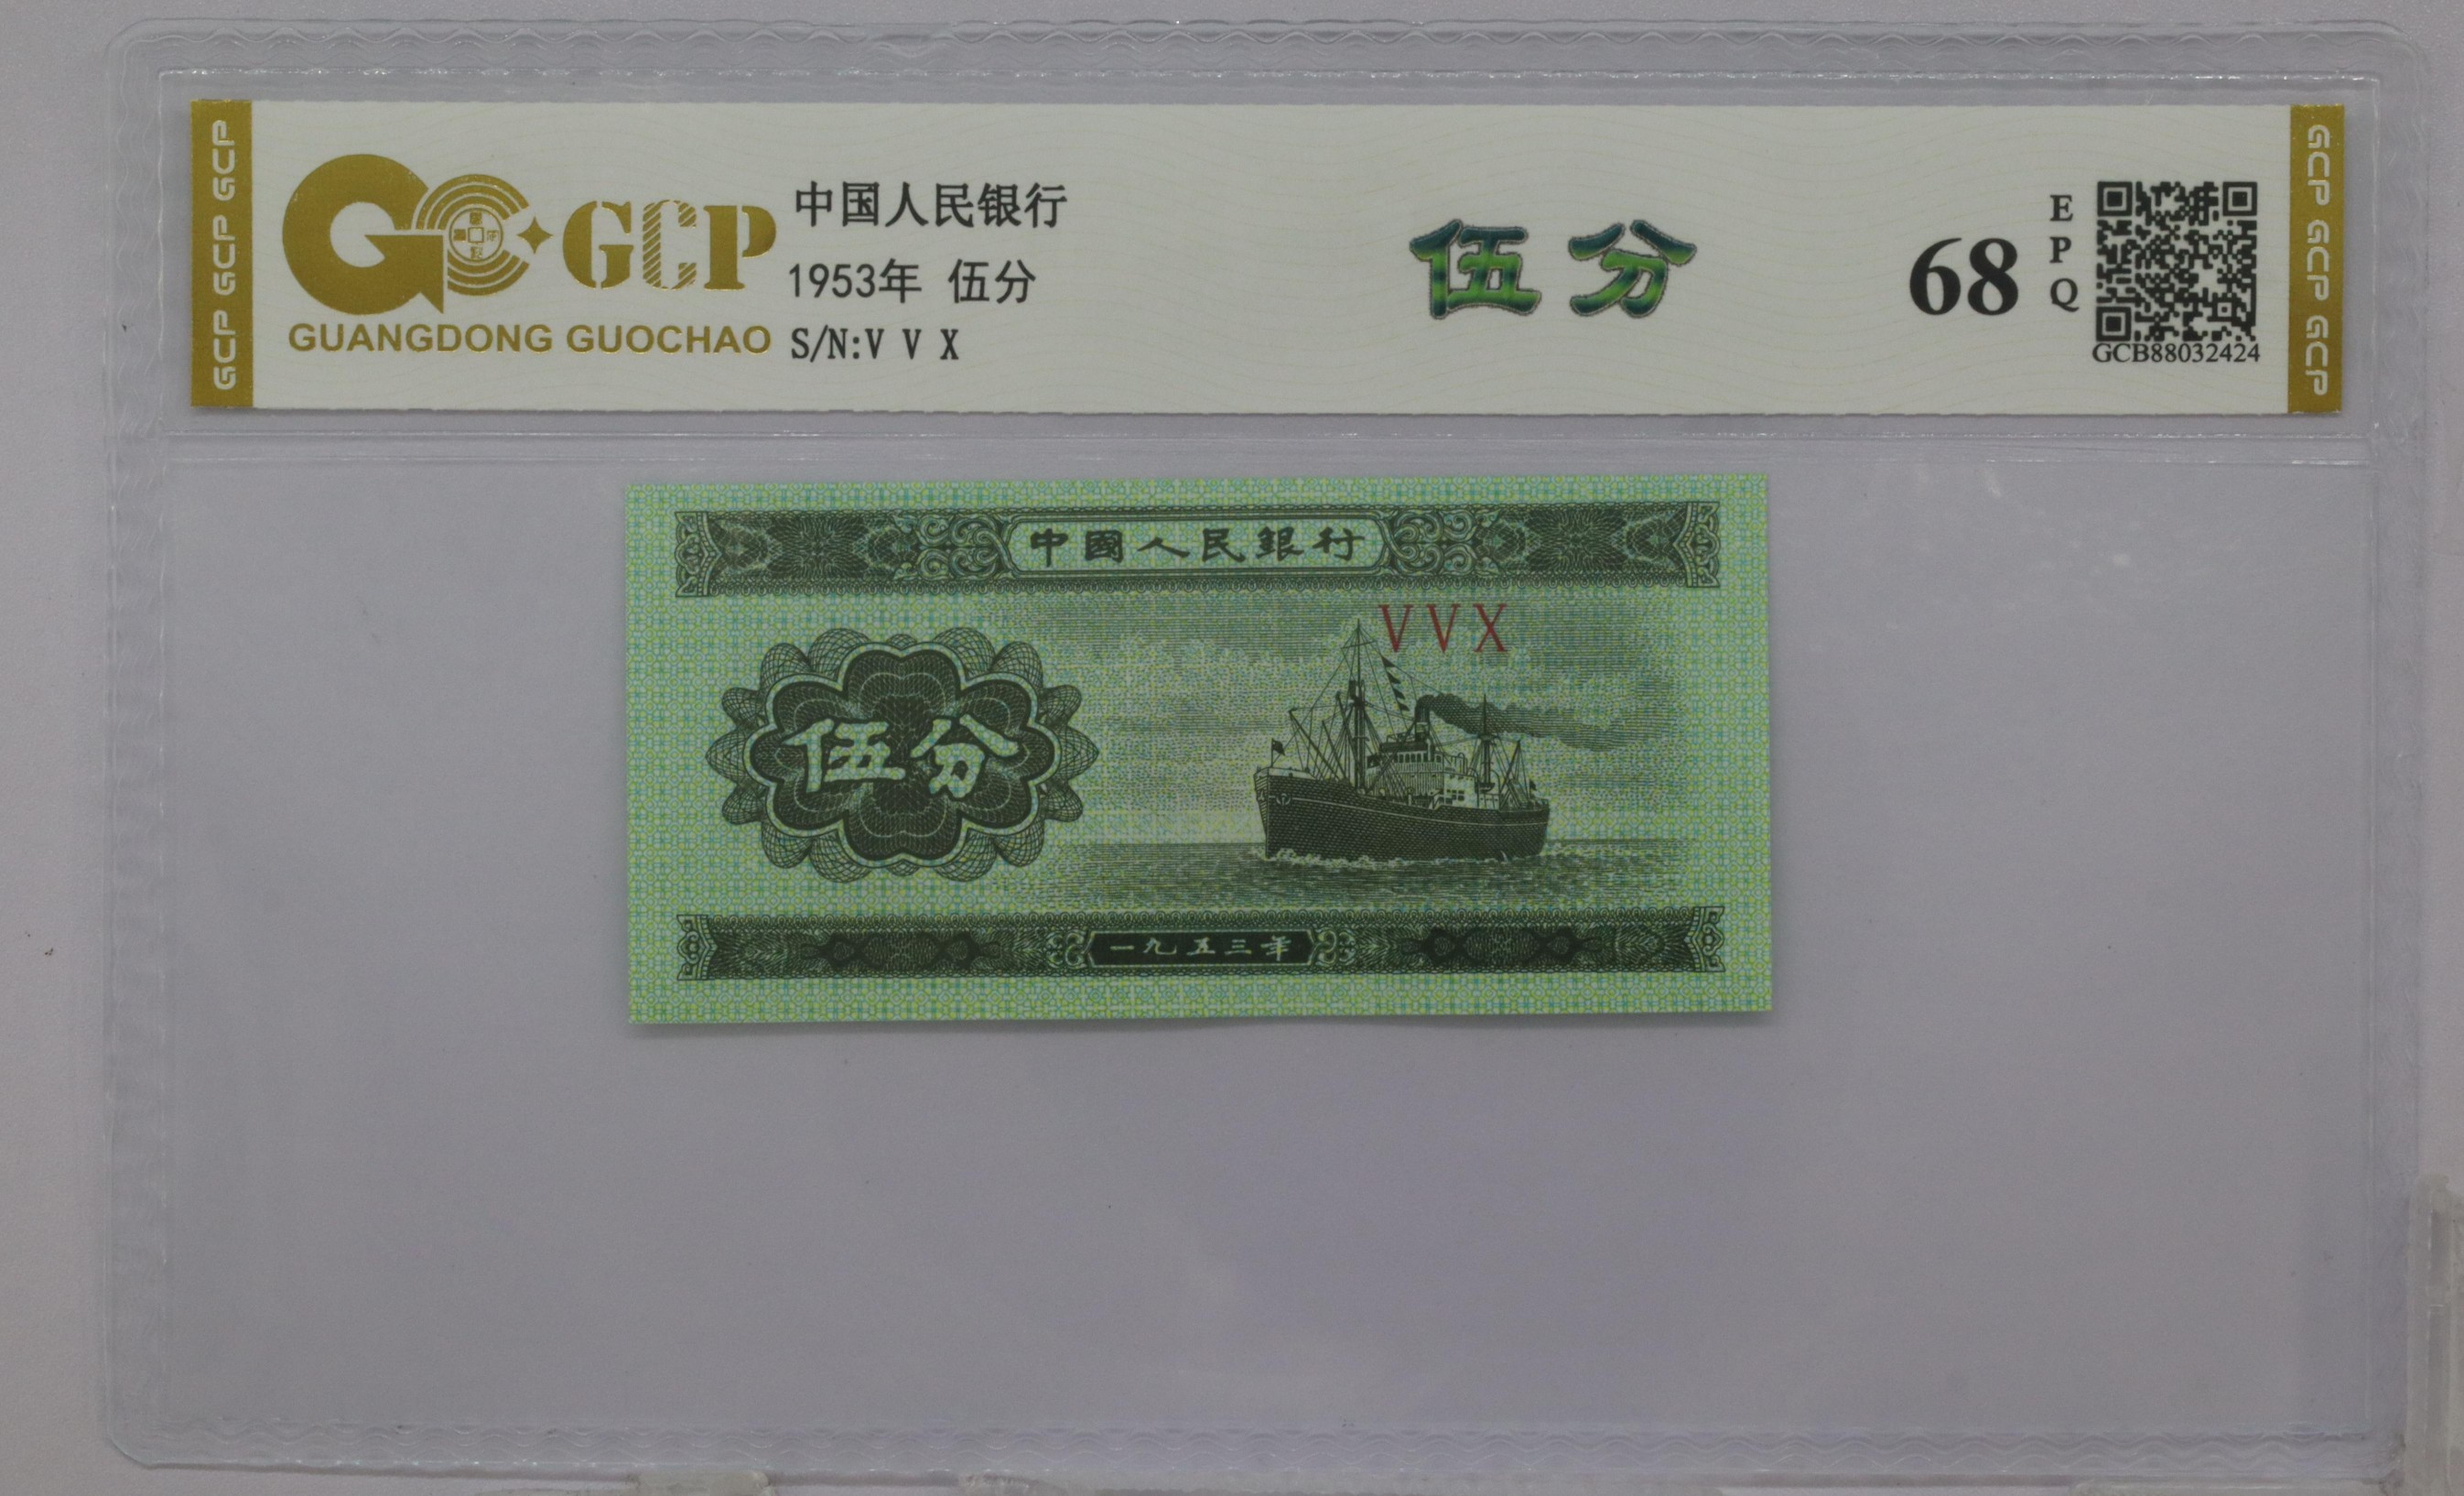 GCP GCP GCP
GCP
GUANGDONG GUOCHAO
中国人民银行
1953年 伍分
S/N:V V X
伍分
68
E
P
Q
GCB88032424
GCP GCP GCP
中國人民銀行
VVX
伍分
一九五三年